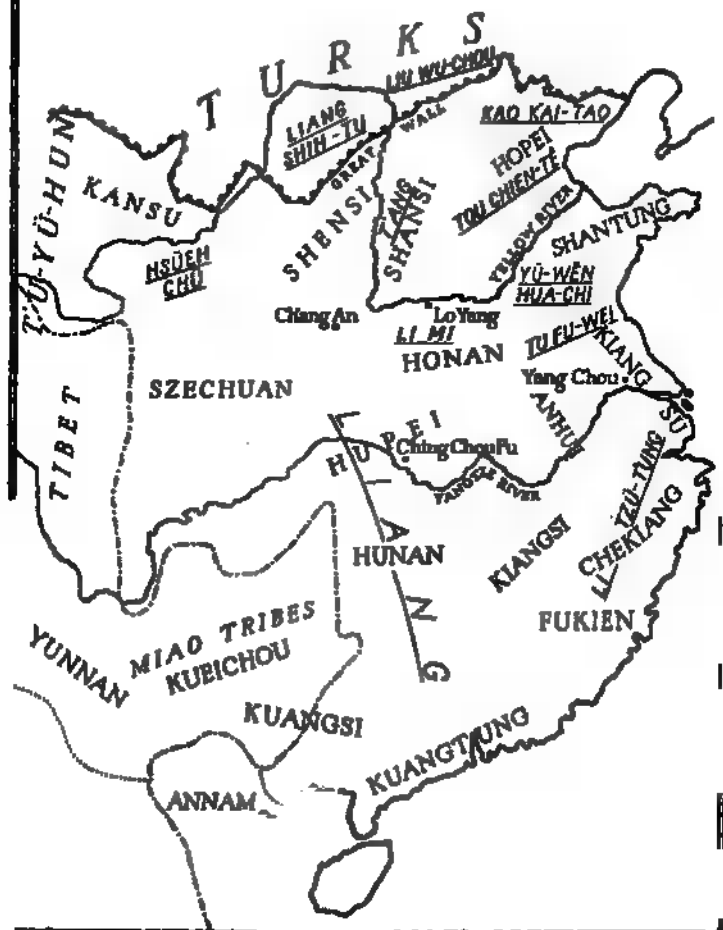 TURKS
LIU WU-CHOU
LIANG
SHIH-TU
GREAT WALL
KAO KAI-TAO
HOPEI
TOU CHIEN-TÊ
T'U-YÜ-HUN
KANSU
SHENSI
TANG
SHANSI
YELLOW RIVER
SHANTUNG
HSÜEH
CHÜ
YÜ-WÊN
HUA-CHI
Chang An
Lo Yang
LI MI
HONAN
TU FU-WEI
KIANGSU
Yang Chou
SZECHUAN
ANHUI
TIBET
HUPEI
Ching Chou Fu
YANGTZE RIVER
LI TZŬ-TUNG
CHEKIANG
LIANG
HUNAN
KIANGSI
FUKIEN
YUNNAN
MIAO TRIBES
KUEICHOU
KUANGSI
KUANGTUNG
ANNAM